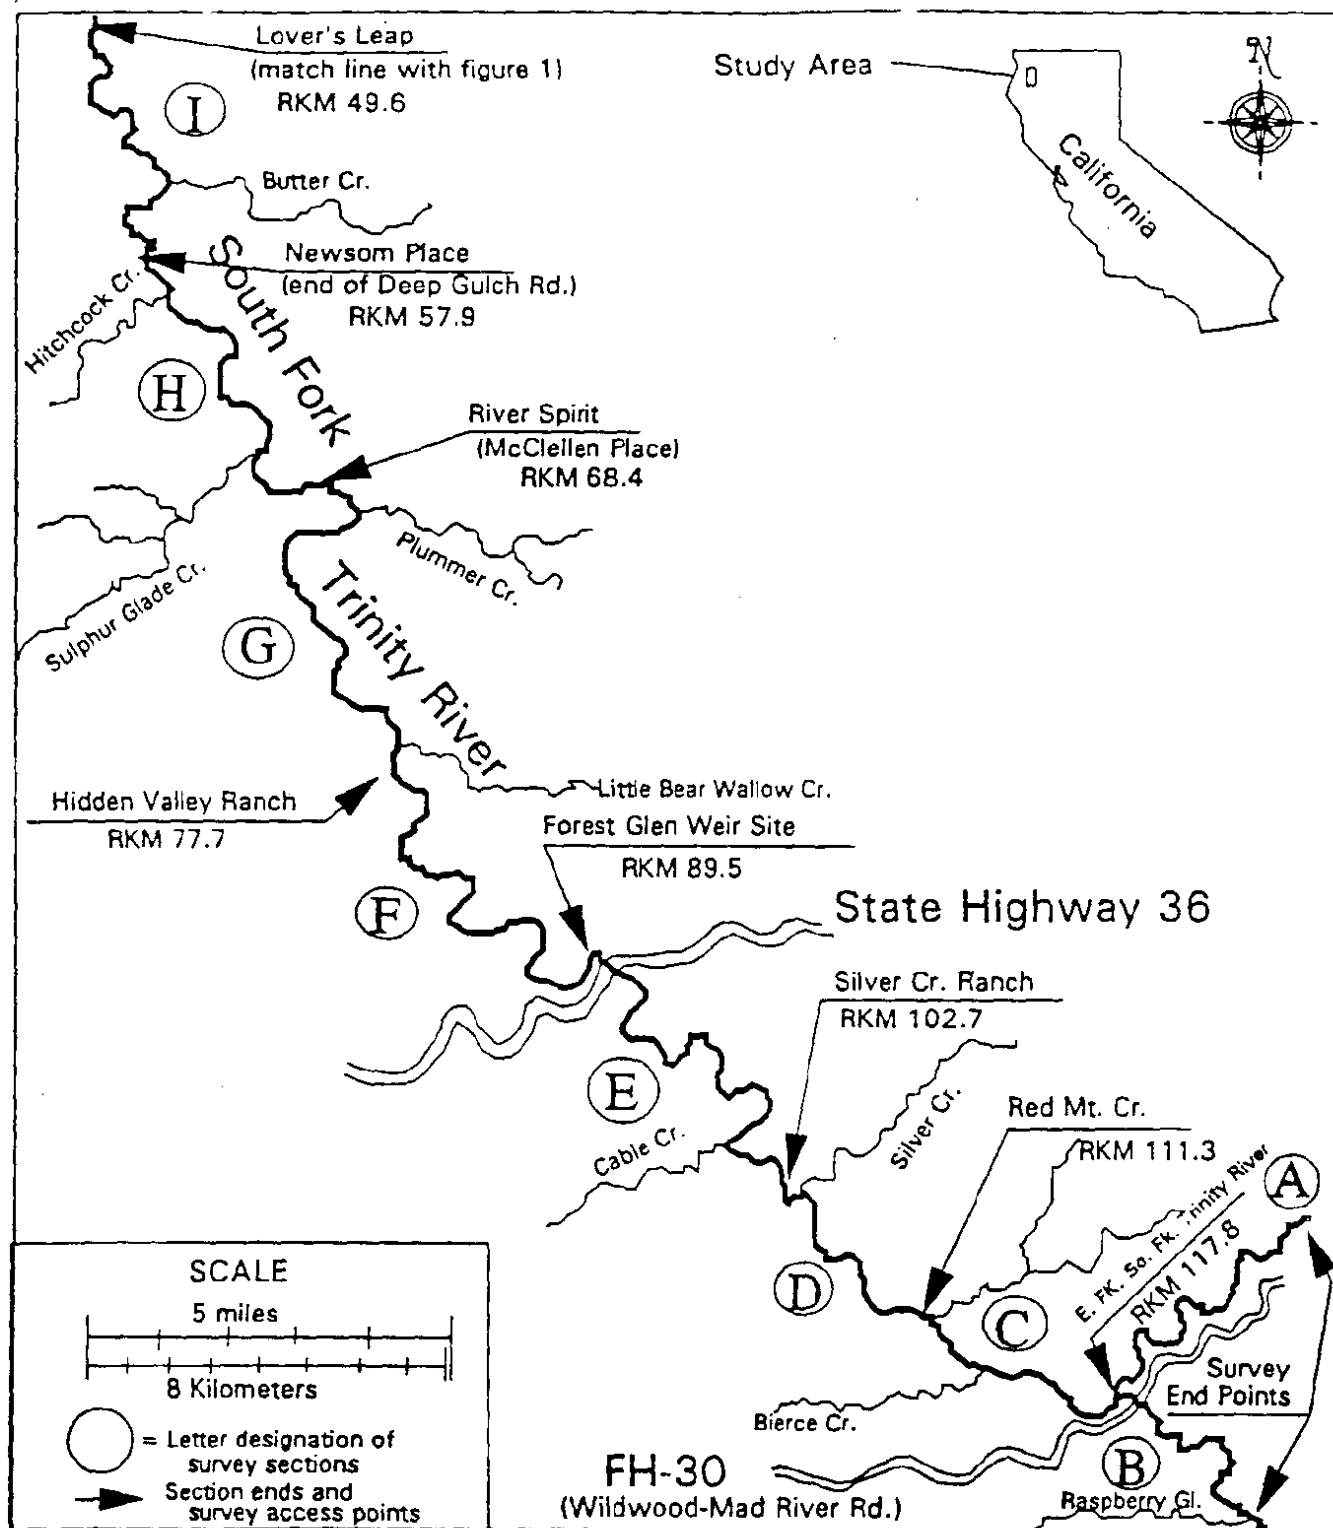 Lover's Leap
(match line with figure 1)
RKM 49.6
Study Area
N
California
I
Butter Cr.
Newsom Place
(end of Deep Gulch Rd.)
RKM 57.9
Hitchcock Cr.
South Fork
H
River Spirit
(McClellen Place)
RKM 68.4
Plummer Cr.
Sulphur Glade Cr.
G
Trinity River
Little Bear Wallow Cr.
Hidden Valley Ranch
RKM 77.7
Forest Glen Weir Site
RKM 89.5
F
State Highway 36
Silver Cr. Ranch
RKM 102.7
E
Cable Cr.
Silver Cr.
Red Mt. Cr.
RKM 111.3
A
E. FK. So. Fk. Trinity River
RKM 117.8
D
C
Survey
End Points
Bierce Cr.
B
FH-30
(Wildwood-Mad River Rd.)
Raspberry Gl.
SCALE
5 miles
8 Kilometers
= Letter designation of
survey sections
Section ends and
survey access points